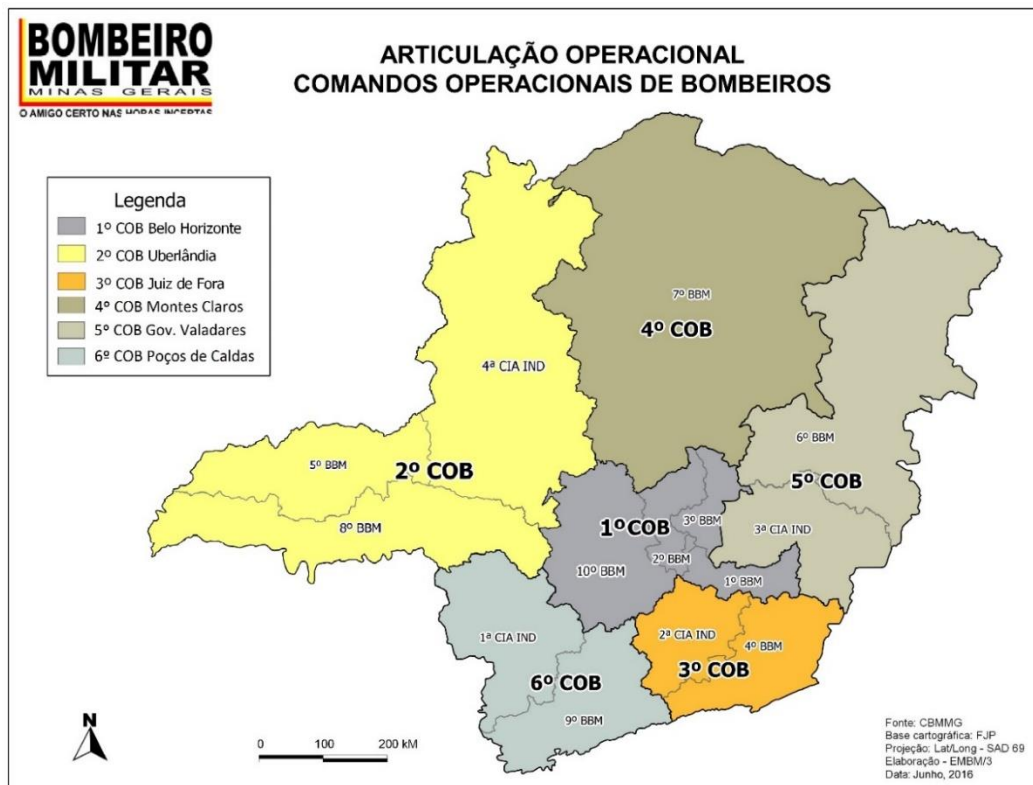 BOMBEIRO
MILITAR
MINAS GERAIS
O AMIGO CERTO NAS HORAS INCERTAS
ARTICULAÇÃO OPERACIONAL
COMANDOS OPERACIONAIS DE BOMBEIROS
Legenda
1º COB Belo Horizonte
2º COB Uberlândia
3º COB Juiz de Fora
4º COB Montes Claros
5º COB Gov. Valadares
6º COB Poços de Caldas
7º BBM
4º COB
4ª CIA IND
6º BBM
5º COB
3ª CIA IND
5º BBM
2º COB
8º BBM
1º COB
3º BBM
2º BBM
10º BBM
1º BBM
2ª CIA IND
4º BBM
3º COB
1ª CIA IND
6º COB
9º BBM
N
0 100 200 kM
Fonte: CBMMG
Base cartográfica: FJP
Projeção: Lat/Long - SAD 69
Elaboração - EMBM/3
Data: Junho, 2016